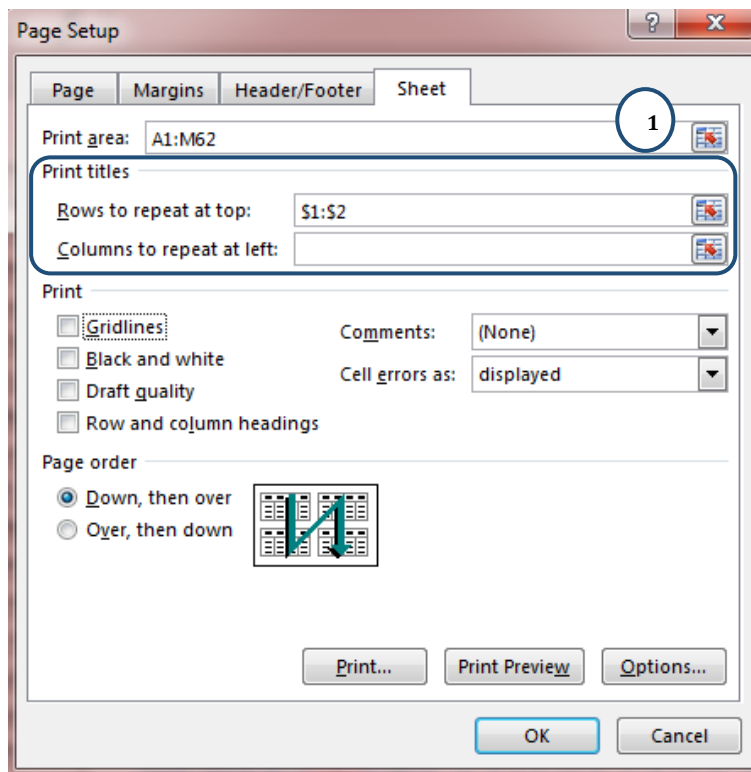 Page Setup
? X
Page Margins Header/Footer Sheet
1
Print area: A1:M62
Print titles
Rows to repeat at top: $1:$2
Columns to repeat at left:
Print
Gridlines
Comments: (None)
Black and white
Cell errors as: displayed
Draft quality
Row and column headings
Page order
Down, then over
Over, then down
Print... Print Preview Options...
OK Cancel